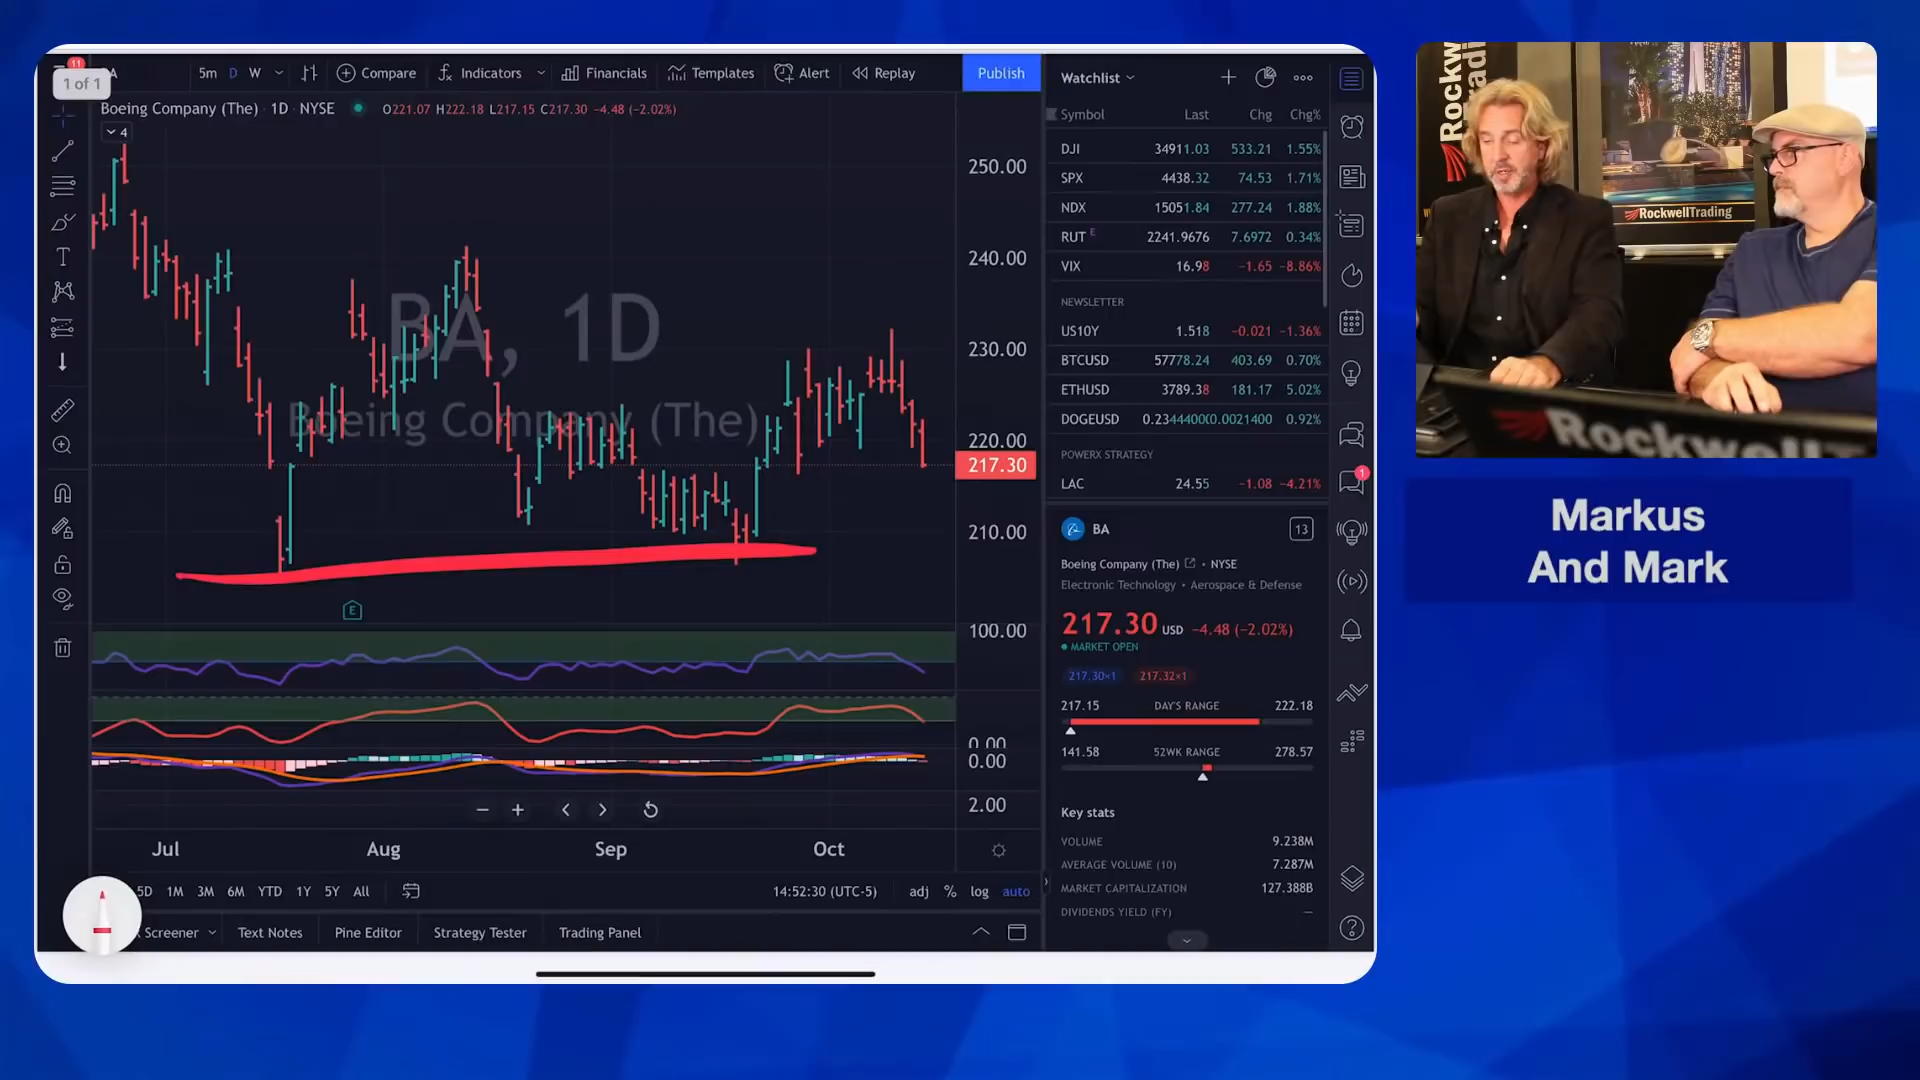 11
1 of 1
A
5m D W
Compare
Indicators
Financials
Templates
Alert
Replay
Publish
Boeing Company (The) · 1D · NYSE
O221.07 H222.18 L217.15 C217.30 −4.48 (−2.02%)
4
BA, 1D
Boeing Company (The)
250.00
240.00
230.00
220.00
217.30
210.00
E
100.00
0.00
0.00
2.00
Jul Aug Sep Oct
5D 1M 3M 6M YTD 1Y 5Y All
14:52:30 (UTC-5)
adj % log auto
Screener
Text Notes
Pine Editor
Strategy Tester
Trading Panel
Watchlist
Symbol Last Chg Chg%
DJI 34911.03 533.21 1.55%
SPX 4438.32 74.53 1.71%
NDX 15051.84 277.24 1.88%
RUT E 2241.9676 7.6972 0.34%
VIX 16.98 −1.65 −8.86%
NEWSLETTER
US10Y 1.518 −0.021 −1.36%
BTCUSD 57778.24 403.69 0.70%
ETHUSD 3789.38 181.17 5.02%
DOGEUSD 0.2344400(0.0021400 0.92%
POWERX STRATEGY
LAC 24.55 −1.08 −4.21%
1
BA
13
Boeing Company (The) · NYSE
Electronic Technology · Aerospace & Defense
217.30 USD −4.48 (−2.02%)
MARKET OPEN
217.30×1 217.32×1
217.15 DAY'S RANGE 222.18
141.58 52WK RANGE 278.57
Key stats
VOLUME 9.238M
AVERAGE VOLUME (10) 7.287M
MARKET CAPITALIZATION 127.388B
DIVIDENDS YIELD (FY) —
RockwellTrading
Markus
And Mark